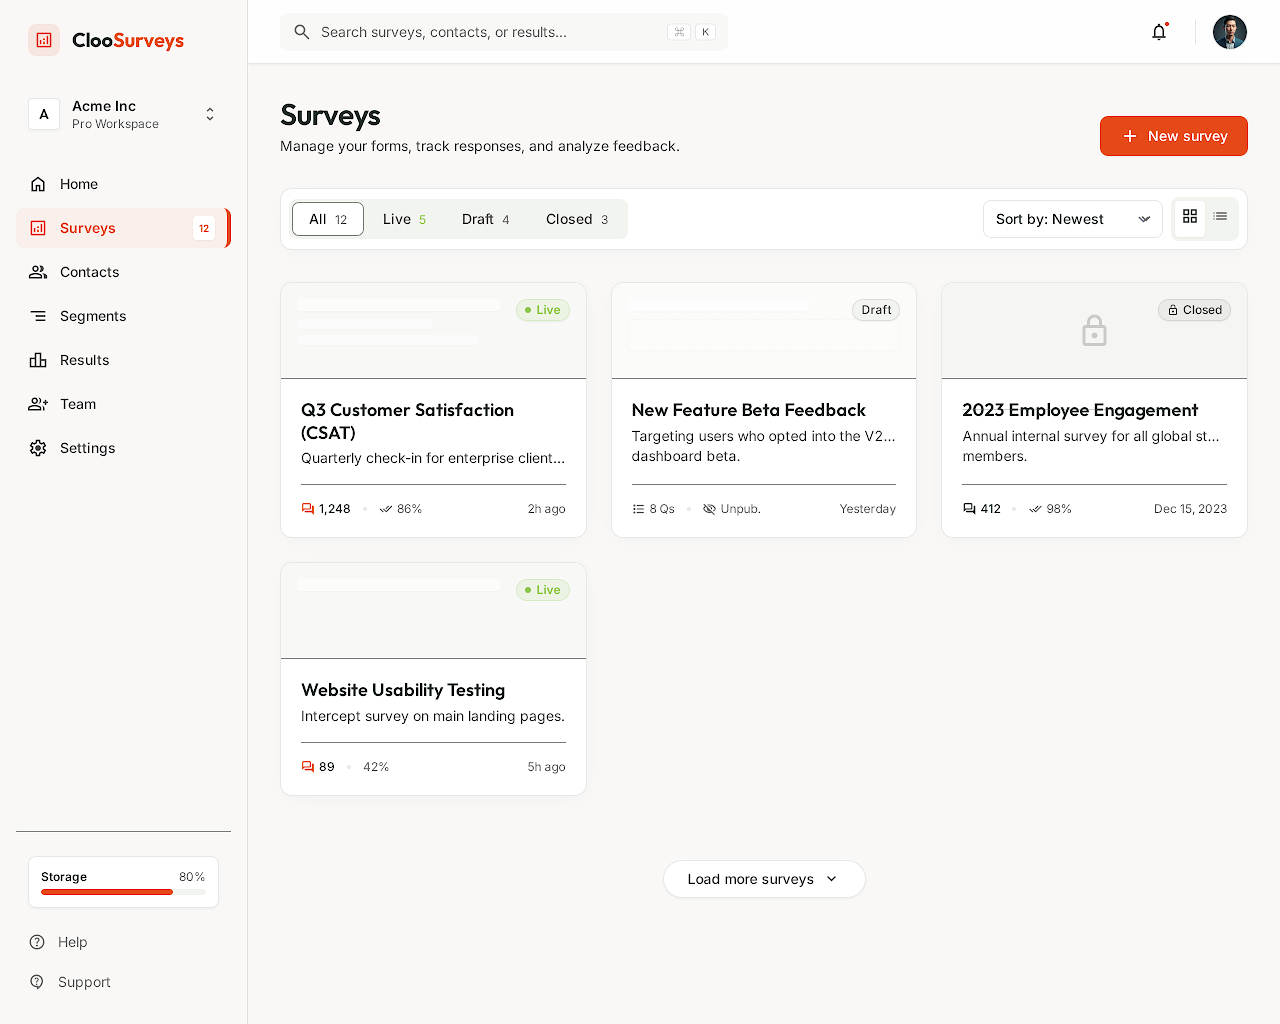 ClooSurveys
Search surveys, contacts, or results...
⌘ K
A
Acme Inc
Pro Workspace
Home
Surveys 12
Contacts
Segments
Results
Team
Settings
Storage 80%
Help
Support
Surveys
Manage your forms, track responses, and analyze feedback.
New survey
All 12 Live 5 Draft 4 Closed 3
Sort by: Newest
Live
Q3 Customer Satisfaction
(CSAT)
Quarterly check-in for enterprise client...
1,248 86% 2h ago
Draft
New Feature Beta Feedback
Targeting users who opted into the V2...
dashboard beta.
8 Qs Unpub. Yesterday
Closed
2023 Employee Engagement
Annual internal survey for all global st...
members.
412 98% Dec 15, 2023
Live
Website Usability Testing
Intercept survey on main landing pages.
89 42% 5h ago
Load more surveys